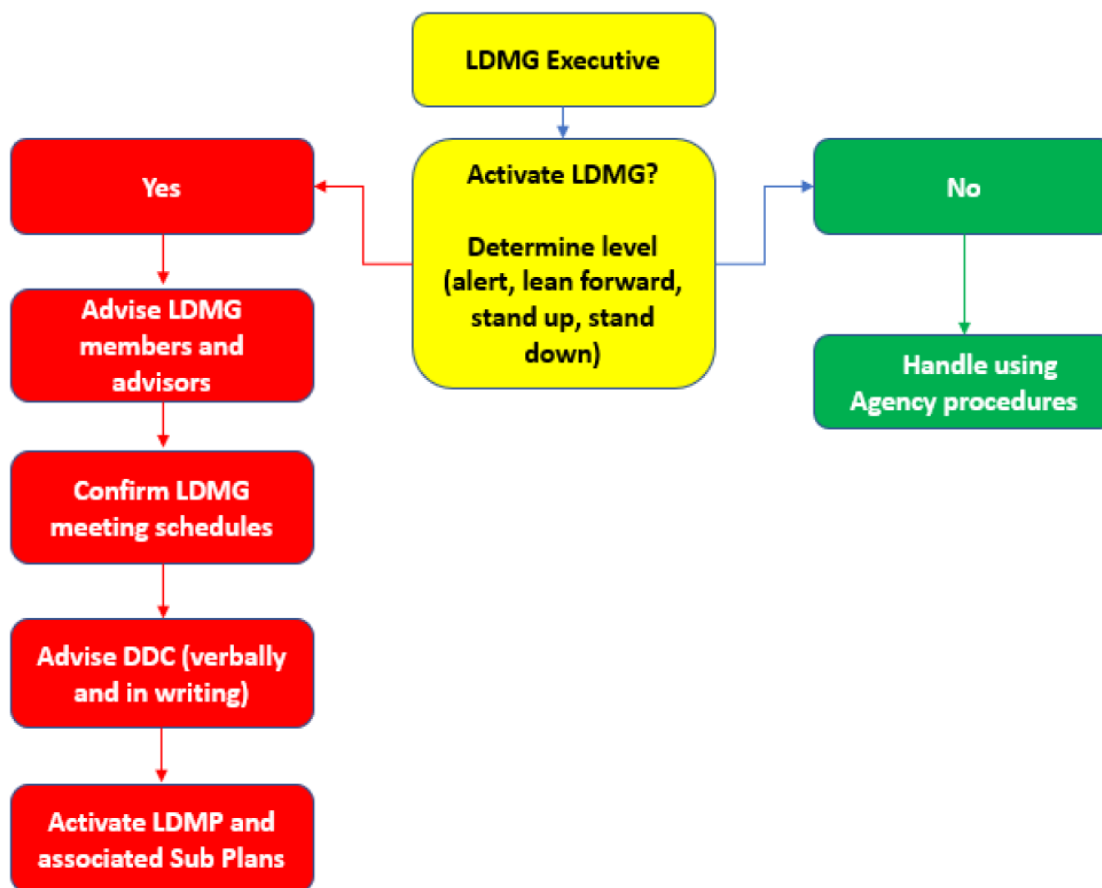 LDMG Executive
Activate LDMG?
Determine level
(alert, lean forward,
stand up, stand
down)
Yes
Advise LDMG
members and
advisors
Confirm LDMG
meeting schedules
Advise DDC (verbally
and in writing)
Activate LDMP and
associated Sub Plans
No
Handle using
Agency procedures